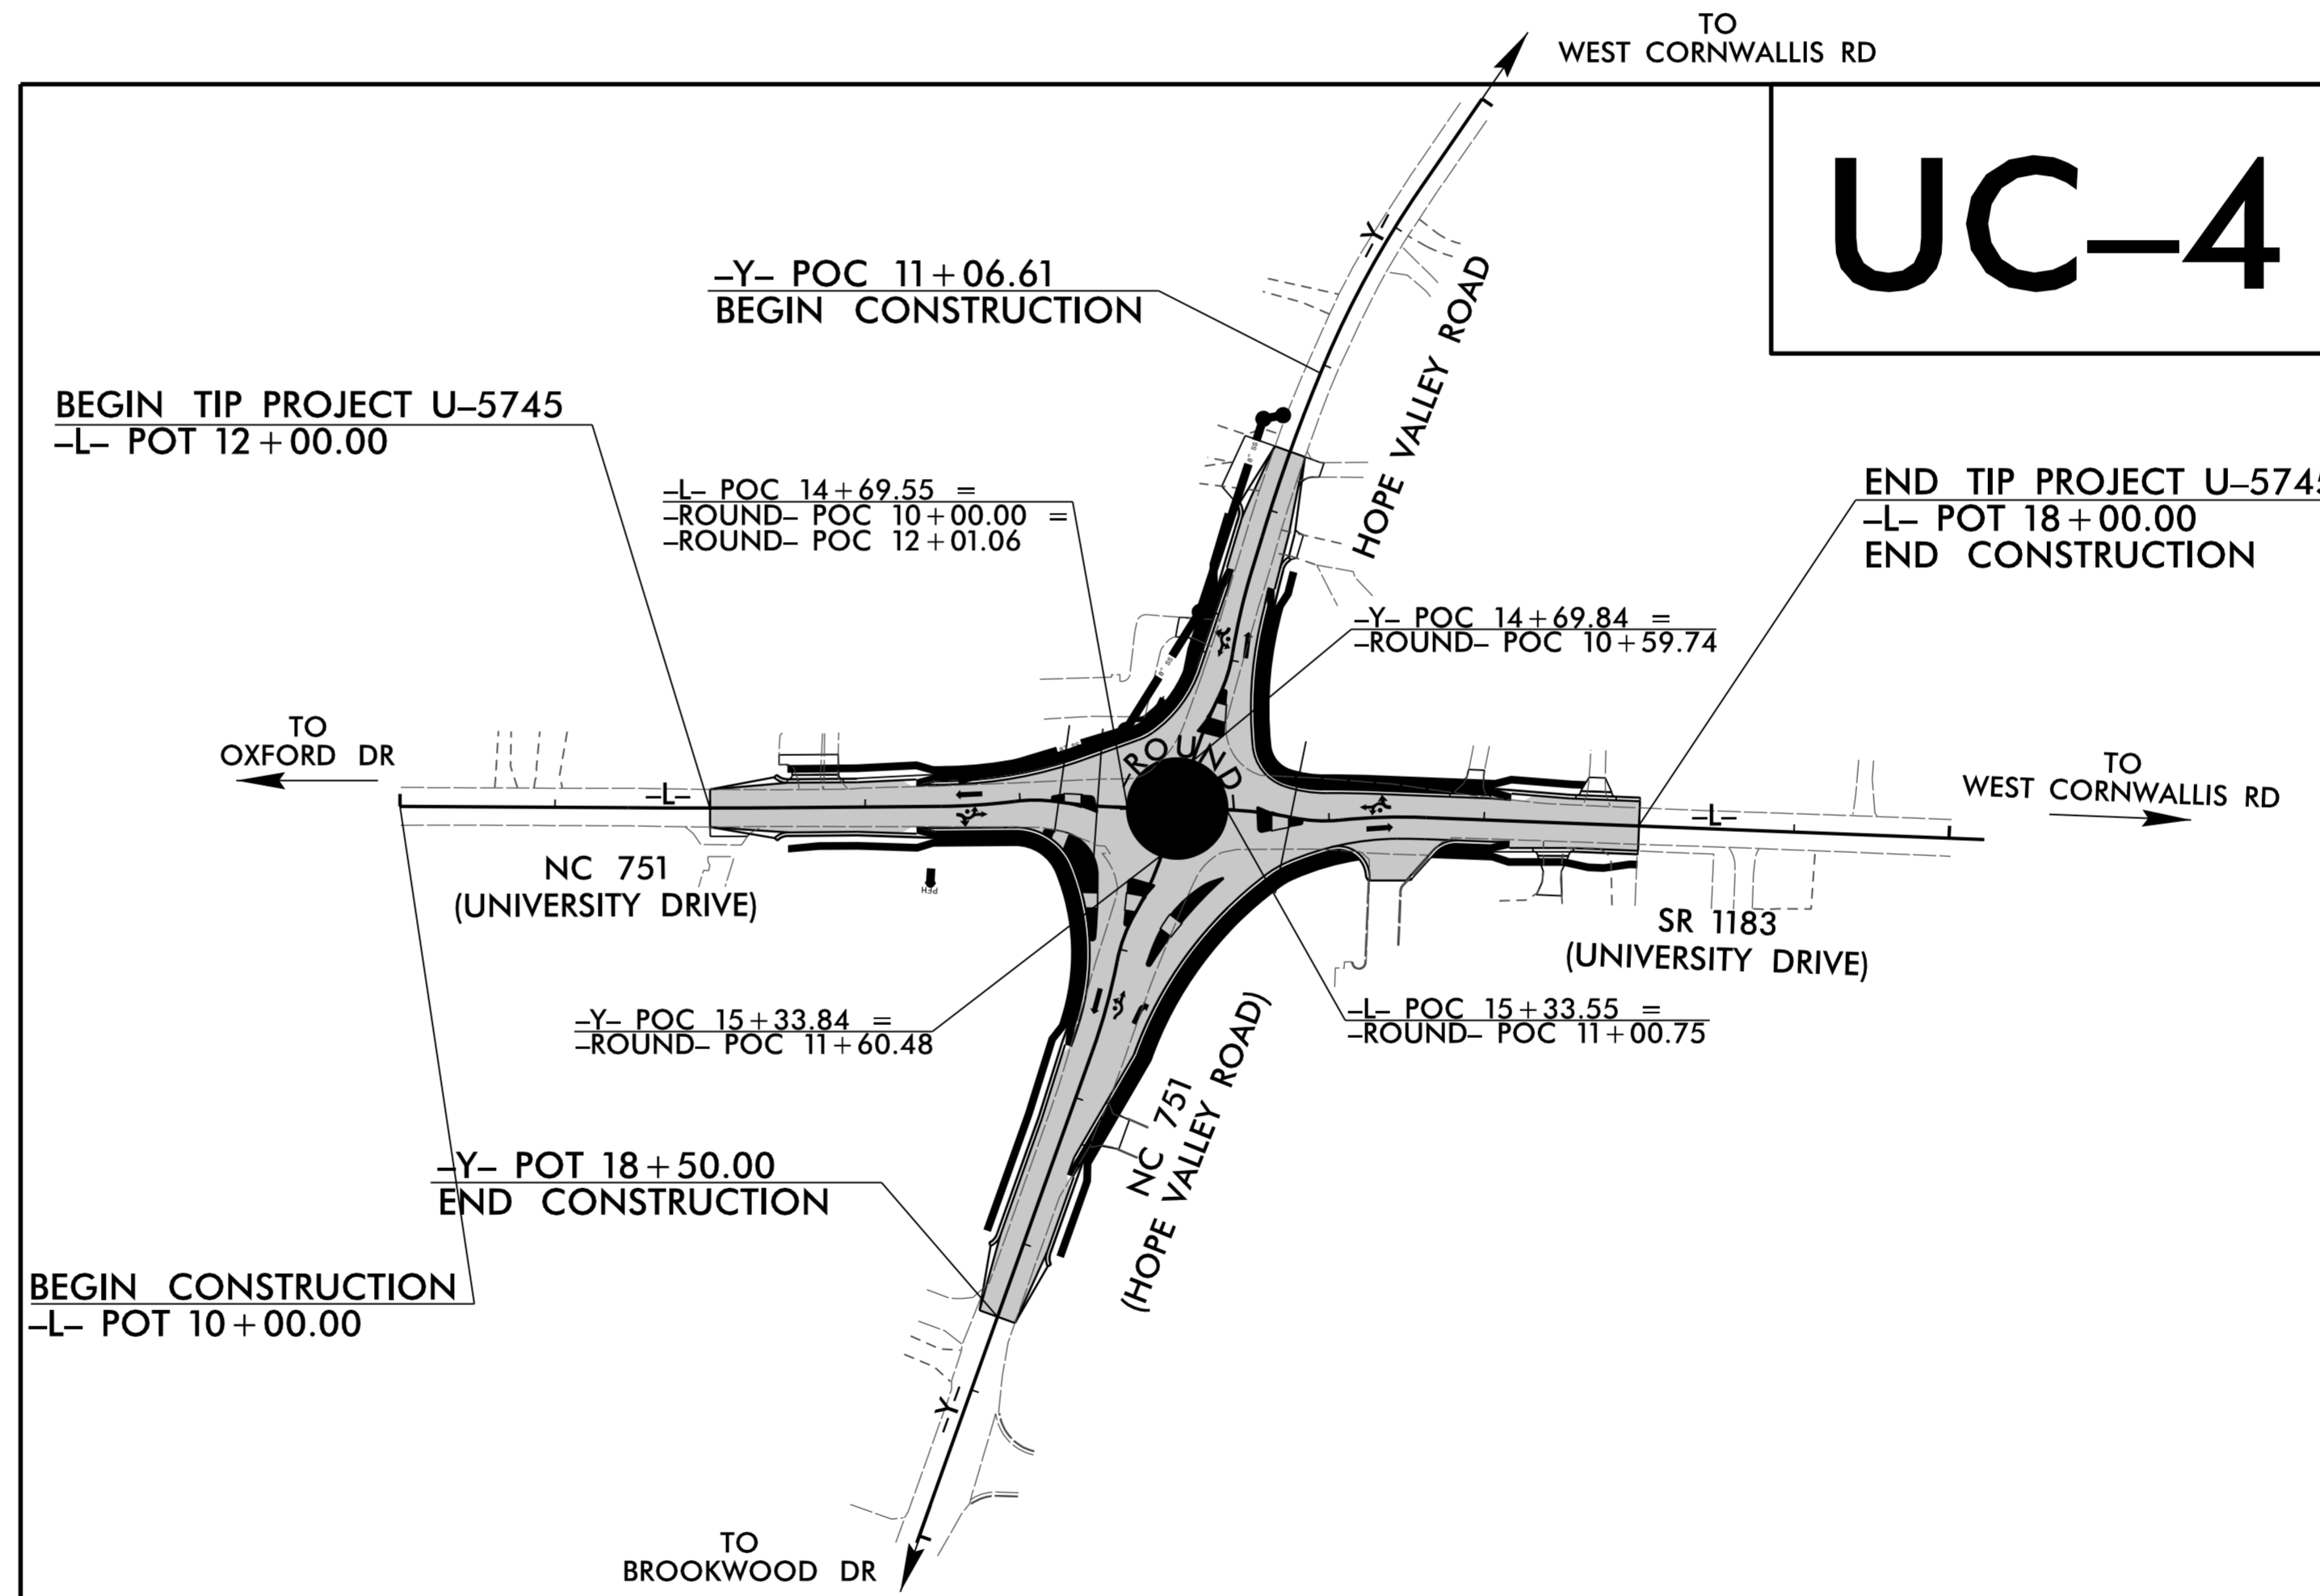 TO
WEST CORNWALLIS RD
UC–4
–Y–
–Y– POC 11+06.61
BEGIN CONSTRUCTION
HOPE VALLEY ROAD
BEGIN TIP PROJECT U–5745
–L– POT 12+00.00
–L– POC 14+69.55 =
–ROUND– POC 10+00.00 =
–ROUND– POC 12+01.06
END TIP PROJECT U–5745
–L– POT 18+00.00
END CONSTRUCTION
–Y– POC 14+69.84 =
–ROUND– POC 10+59.74
TO
OXFORD DR
–L–
–ROUND–
–L–
TO
WEST CORNWALLIS RD
NC 751
(UNIVERSITY DRIVE)
PEH
SR 1183
(UNIVERSITY DRIVE)
–Y– POC 15+33.84 =
–ROUND– POC 11+60.48
–L– POC 15+33.55 =
–ROUND– POC 11+00.75
NC 751
(HOPE VALLEY ROAD)
–Y– POT 18+50.00
END CONSTRUCTION
BEGIN CONSTRUCTION
–L– POT 10+00.00
–Y–
TO
BROOKWOOD DR